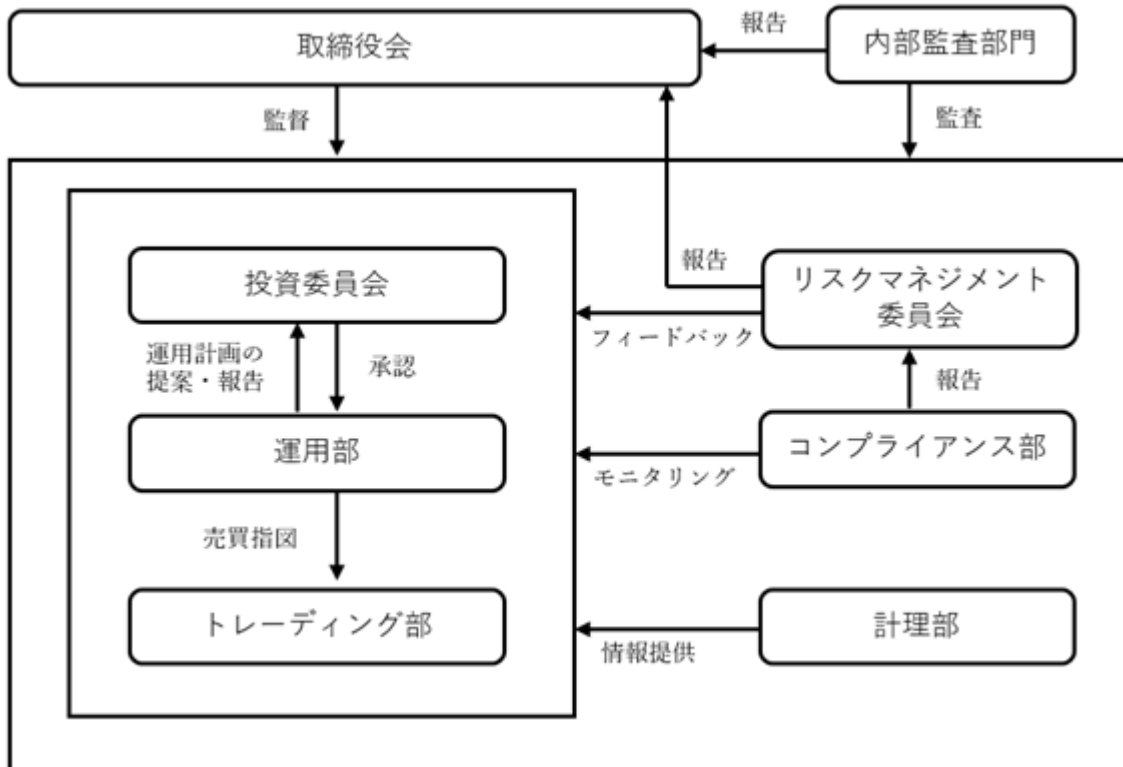 取締役会
報告
内部監査部門
監督
監査
投資委員会
報告
リスクマネジメント
委員会
フィードバック
運用計画の
提案・報告
承認
報告
運用部
コンプライアンス部
モニタリング
売買指図
トレーディング部
計理部
情報提供